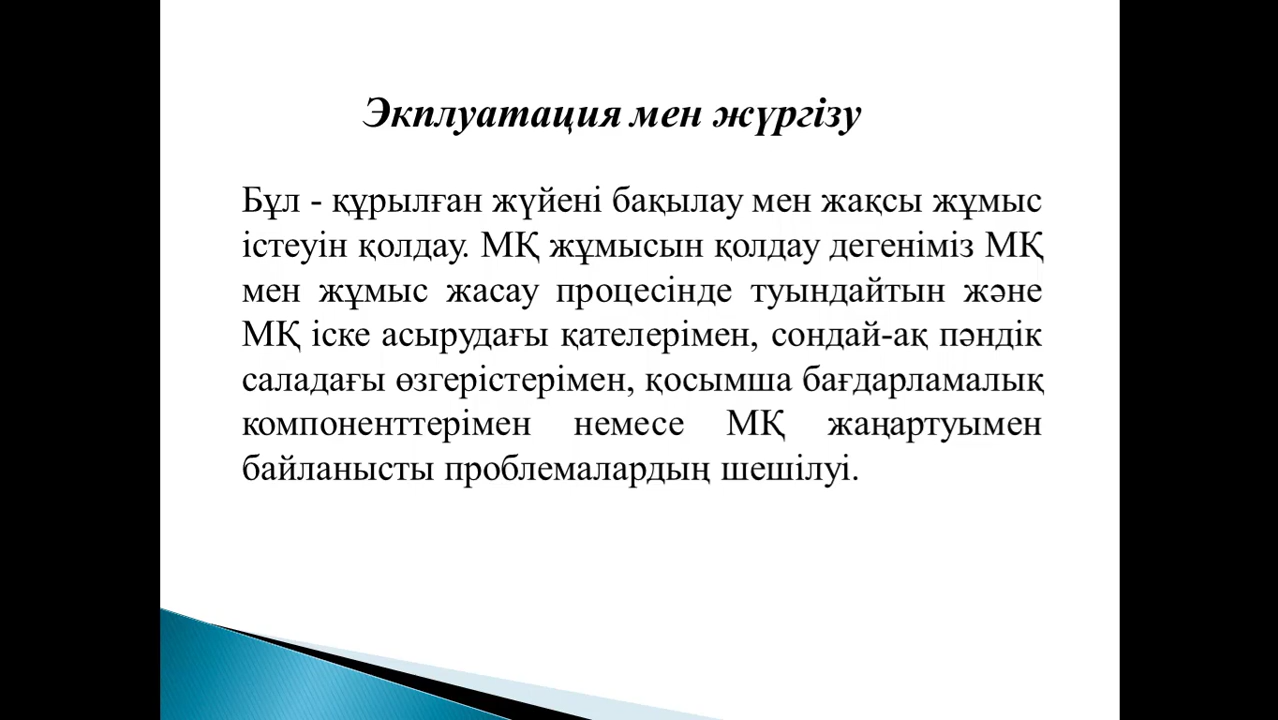 Экплуатация мен жүргізу
Бұл - құрылған жүйені бақылау мен жақсы жұмыс
істеуін қолдау. МҚ жұмысын қолдау дегеніміз МҚ
мен жұмыс жасау процесінде туындайтын және
МҚ іске асырудағы қателерімен, сондай-ақ пәндік
саладағы өзгерістерімен, қосымша бағдарламалық
компоненттерімен немесе МҚ жаңартуымен
байланысты проблемалардың шешілуі.